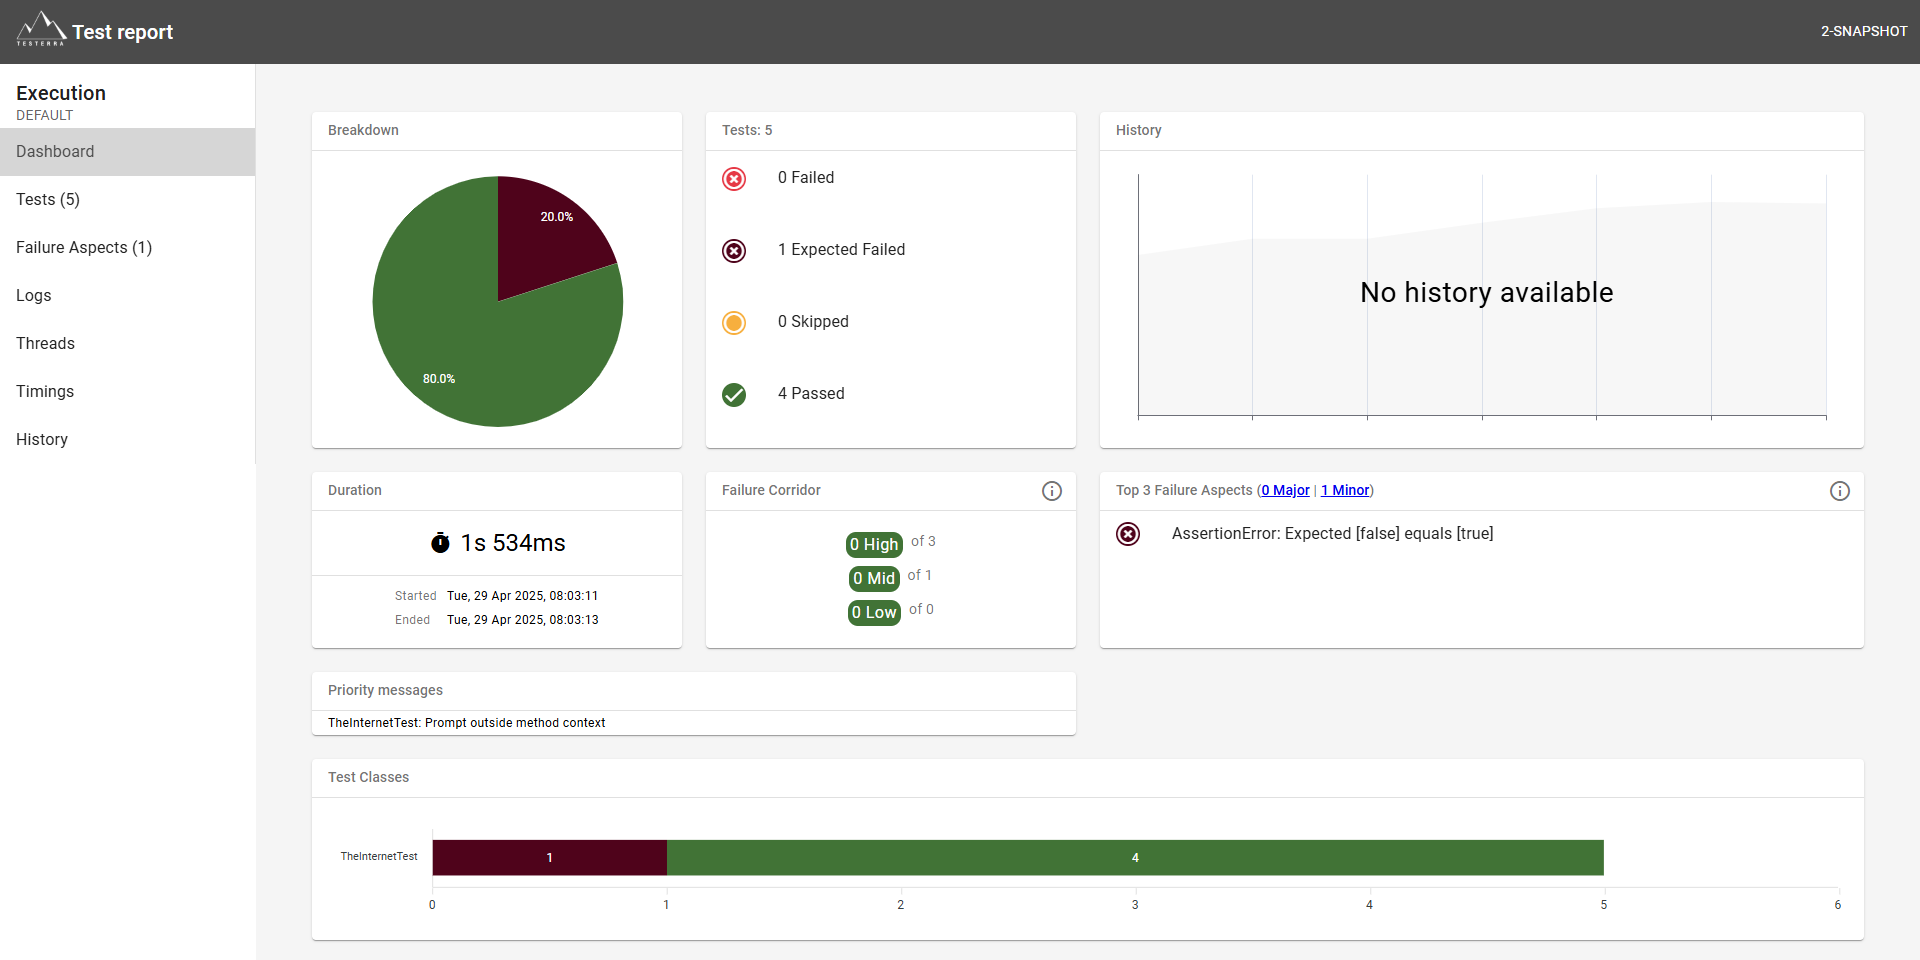 TESTERRA
Test report
2-SNAPSHOT
Execution
DEFAULT
Dashboard
Tests (5)
Failure Aspects (1)
Logs
Threads
Timings
History
Breakdown
20.0%
80.0%
Tests: 5
0 Failed
1 Expected Failed
0 Skipped
4 Passed
History
No history available
Duration
1s 534ms
Started Tue, 29 Apr 2025, 08:03:11
Ended Tue, 29 Apr 2025, 08:03:13
Failure Corridor
0 High of 3
0 Mid of 1
0 Low of 0
Top 3 Failure Aspects (0 Major | 1 Minor)
AssertionError: Expected [false] equals [true]
Priority messages
TheInternetTest: Prompt outside method context
Test Classes
TheInternetTest 1 4
0 1 2 3 4 5 6